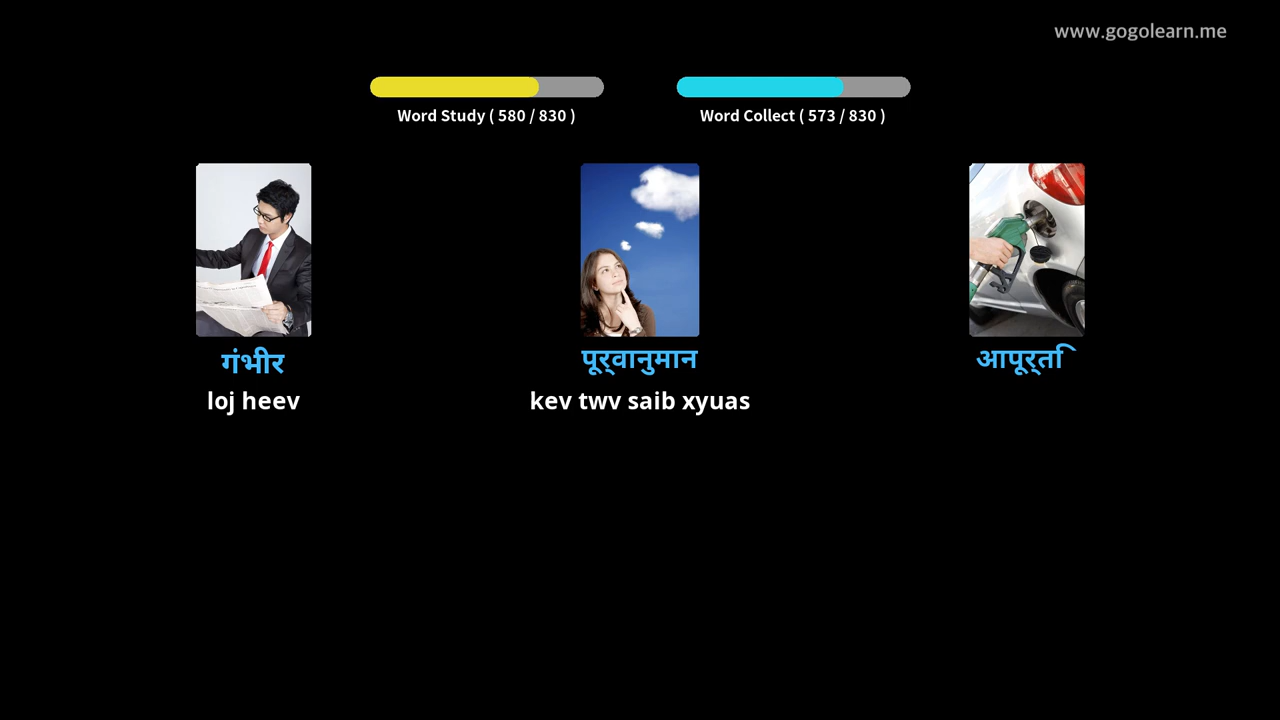 www.gogolearn.me
Word Study ( 580 / 830 )
Word Collect ( 573 / 830 )
गंभीर
पूर्वानुमान
आपूर्ति
loj heev
kev twv saib xyuas